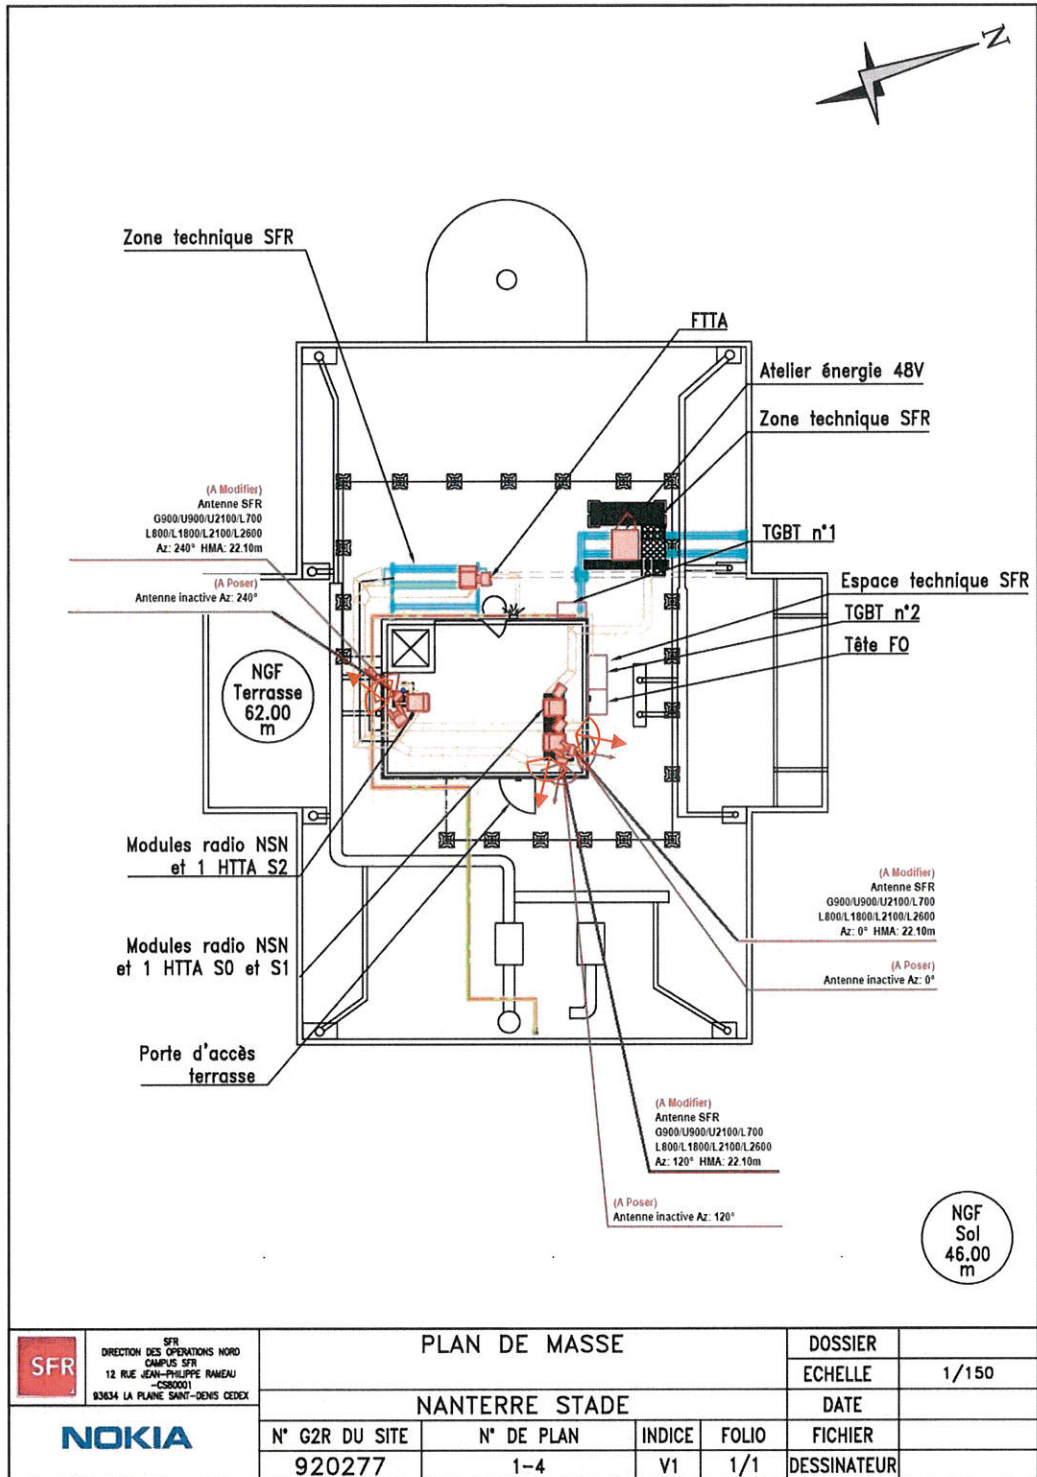 N
Zone technique SFR
FTTA
Atelier énergie 48V
Zone technique SFR
(A Modifier)
Antenne SFR
G900/U900/U2100/L700
L800/L1800/L2100/L2600
Az: 240° HMA: 22.10m
(A Poser)
Antenne inactive Az: 240°
TGBT n°1
Espace technique SFR
TGBT n°2
Tête FO
NGF
Terrasse
62.00
m
Modules radio NSN
et 1 HTTA S2
Modules radio NSN
et 1 HTTA S0 et S1
Porte d'accès
terrasse
(A Modifier)
Antenne SFR
G900/U900/U2100/L700
L800/L1800/L2100/L2600
Az: 0° HMA: 22.10m
(A Poser)
Antenne inactive Az: 0°
(A Modifier)
Antenne SFR
G900/U900/U2100/L700
L800/L1800/L2100/L2600
Az: 120° HMA: 22.10m
(A Poser)
Antenne inactive Az: 120°
NGF
Sol
46.00
m
SFR
SFR
DIRECTION DES OPERATIONS NORD
CAMPUS SFR
12 RUE JEAN-PHILIPPE RAMEAU
-CS80001
93634 LA PLAINE SAINT-DENIS CEDEX
NOKIA
PLAN DE MASSE
NANTERRE STADE
N° G2R DU SITE
N° DE PLAN
INDICE
FOLIO
920277
1-4
V1
1/1
DOSSIER
ECHELLE
1/150
DATE
FICHIER
DESSINATEUR